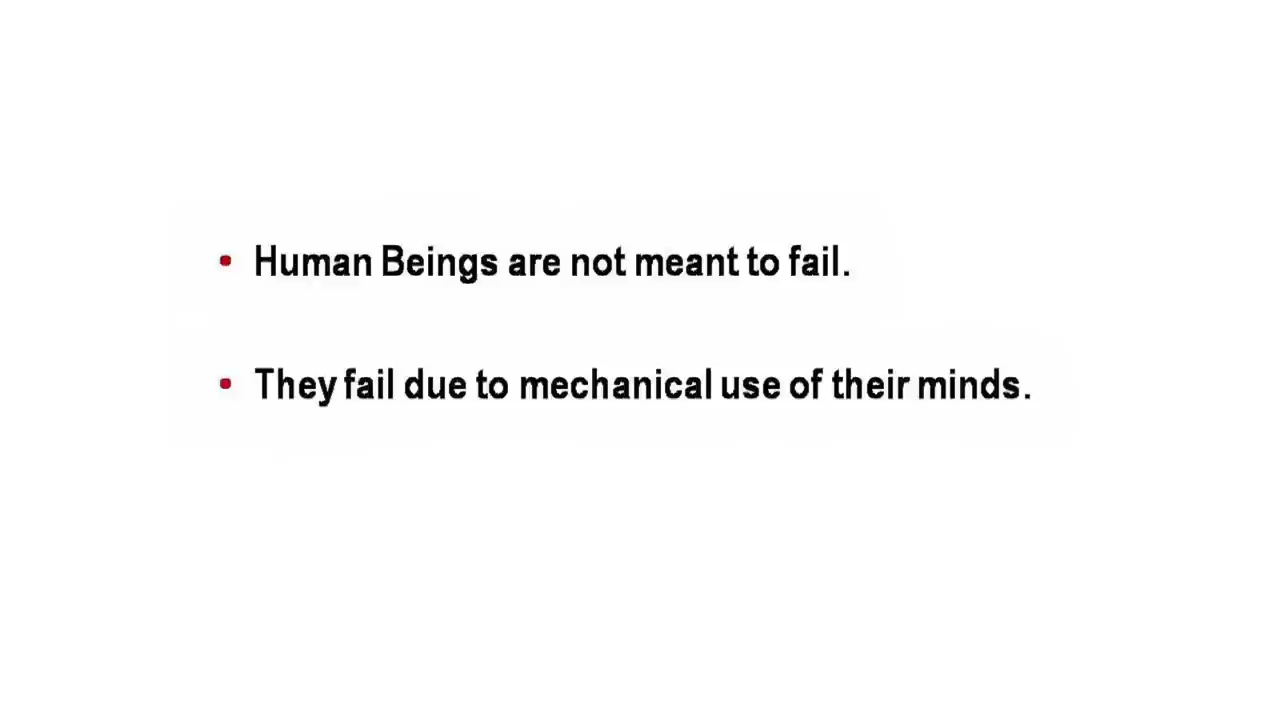 • Human Beings are not meant to fail.
• They fail due to mechanical use of their minds.